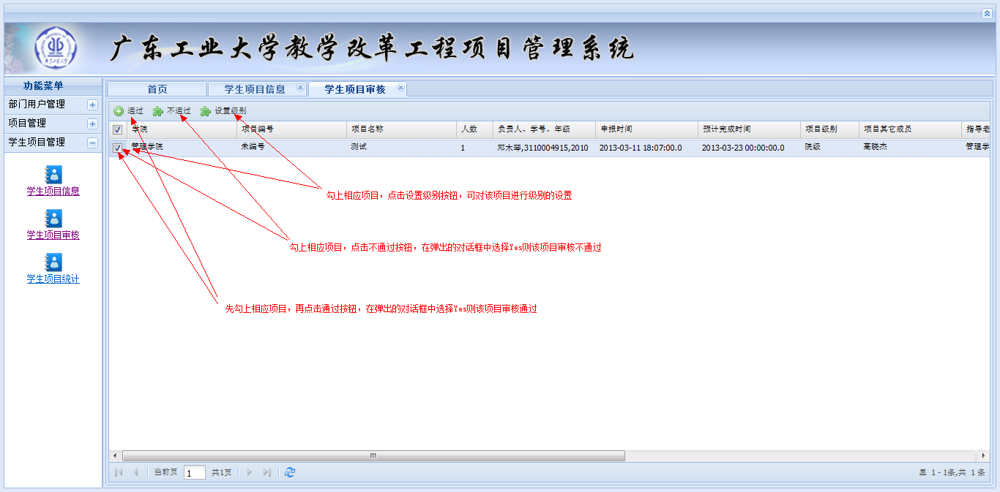 广东工业大学教学改革工程项目管理系统
功能菜单
部门用户管理
项目管理
学生项目管理
学生项目信息
学生项目审核
学生项目统计
首页 学生项目信息 学生项目审核
通过 不通过 设置级别
学院 项目编号 项目名称 人数 负责人、学号、年级 申报时间 预计完成时间 项目级别 项目其它成员 指导老
管理学院 未编号 测试 1 邓木琴,3110004915,2010 2013-03-11 18:07:00.0 2013-03-23 00:00:00.0 院级 高晓杰 管理学
勾上相应项目，点击设置级别按钮，可对该项目进行级别的设置
勾上相应项目，点击不通过按钮，在弹出的对话框中选择Yes则该项目审核不通过
先勾上相应项目，再点击通过按钮，在弹出的对话框中选择Yes则该项目审核通过
当前页 1 共1页
显 1 - 1条,共 1 条